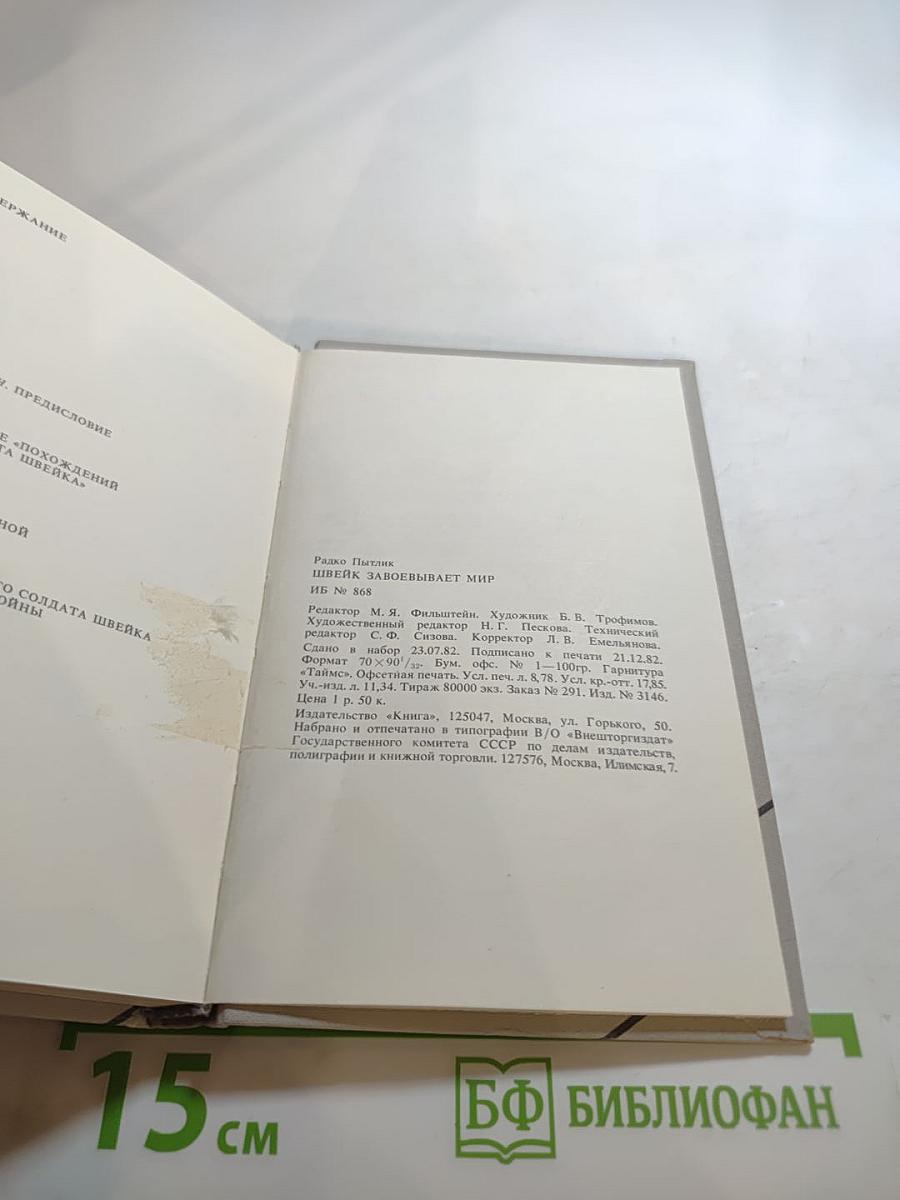 ЕРЖАНИЕ
Н. ПРЕДИСЛОВИЕ
Е «ПОХОЖДЕНИЙ
ТА ШВЕЙКА»
НОЙ
ГО СОЛДАТА ШВЕЙКА
ОЙНЫ
Радко Пытлик
ШВЕЙК ЗАВОЕВЫВАЕТ МИР
ИБ № 868
Редактор М. Я. Фильштейн. Художник Б. В. Трофимов.
Художественный редактор Н. Г. Пескова. Технический
редактор С. Ф. Сизова. Корректор Л. В. Емельянова.
Сдано в набор 23.07.82. Подписано к печати 21.12.82.
Формат 70×90¹/₃₂. Бум. офс. № 1—100гр. Гарнитура
«Таймс». Офсетная печать. Усл. печ. л. 8,78. Усл. кр.-отт. 17,85.
Уч.-изд. л. 11,34. Тираж 80000 экз. Заказ № 291. Изд. № 3146.
Цена 1 р. 50 к.
Издательство «Книга», 125047, Москва, ул. Горького, 50.
Набрано и отпечатано в типографии В/О «Внешторгиздат»
Государственного комитета СССР по делам издательств,
полиграфии и книжной торговли. 127576, Москва, Илимская, 7.
15 см
БФ БИБЛИОФАН